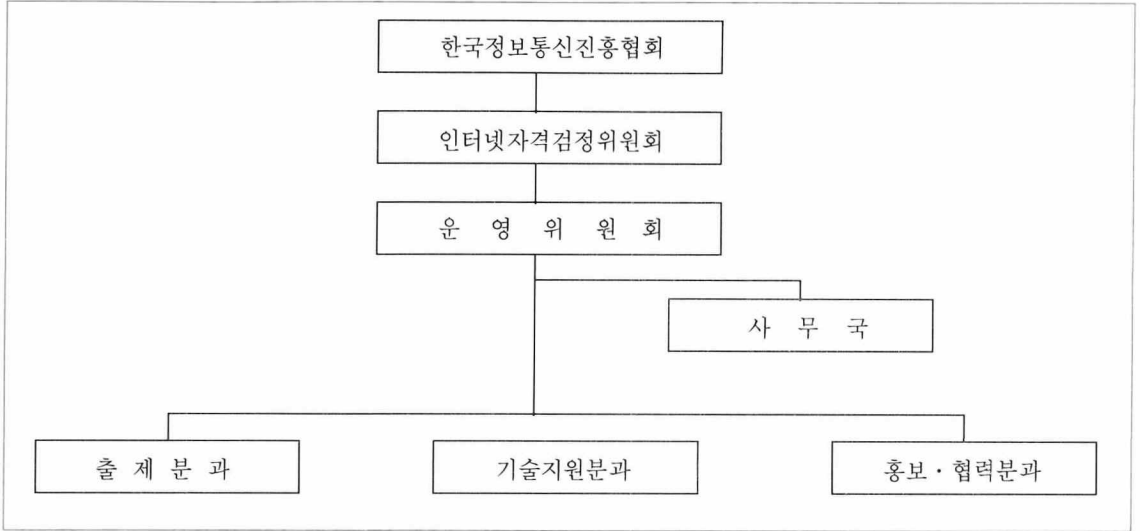 한국정보통신진흥협회
인터넷자격검정위원회
운 영 위 원 회
사 무 국
출 제 분 과
기술지원분과
홍보·협력분과